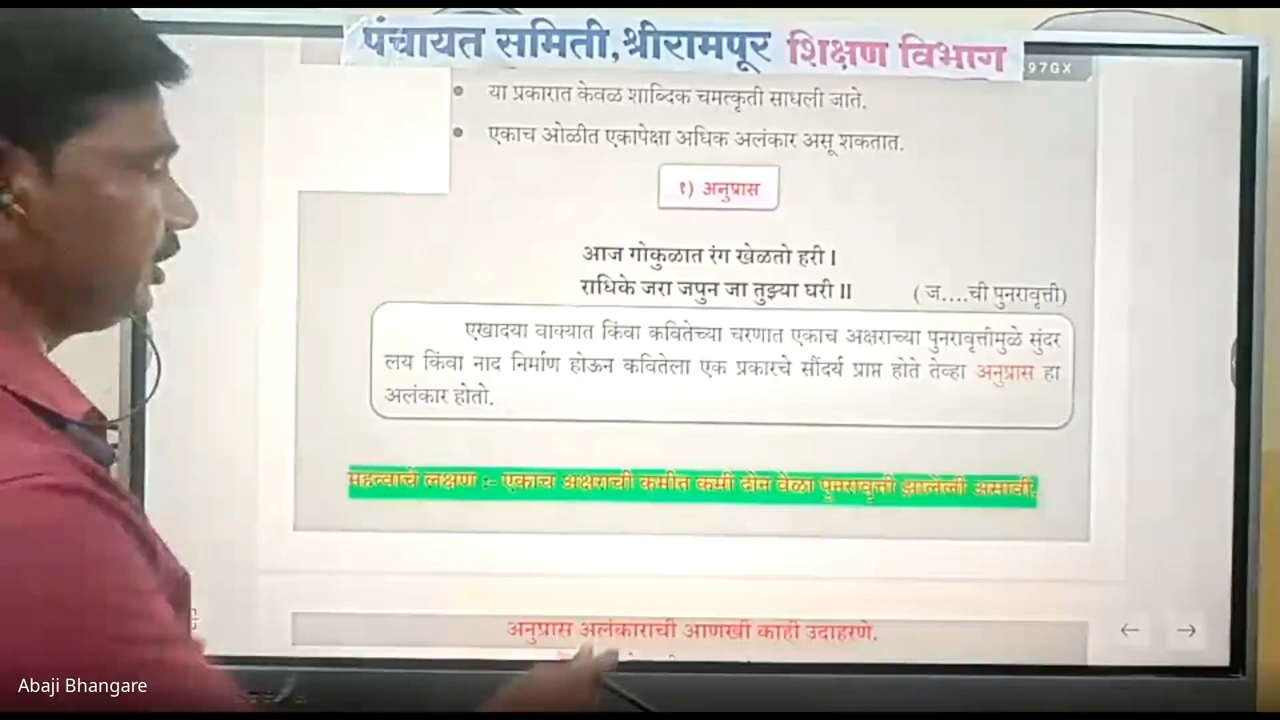 पंचायत समिती,श्रीरामपूर शिक्षण विभाग
97GX
या प्रकारात केवळ शाब्दिक चमत्कृती साधली जाते.
एकाच ओळीत एकापेक्षा अधिक अलंकार असू शकतात.
१) अनुप्रास
आज गोकुळात रंग खेळतो हरी ।
राधिके जरा जपुन जा तुझ्या घरी ॥ ( ज....ची पुनरावृत्ती)
एखादया वाक्यात किंवा कवितेच्या चरणात एकाच अक्षराच्या पुनरावृत्तीमुळे सुंदर
लय किंवा नाद निर्माण होऊन कवितेला एक प्रकारचे सौंदर्य प्राप्त होते तेव्हा अनुप्रास हा
अलंकार होतो.
महत्वाचे लक्षण :- एकाच अक्षराची कमीत कमी दोन वेळा पुनरावृत्ती झालेली असावी.
अनुप्रास अलंकाराची आणखी काही उदाहरणे.
Abaji Bhangare